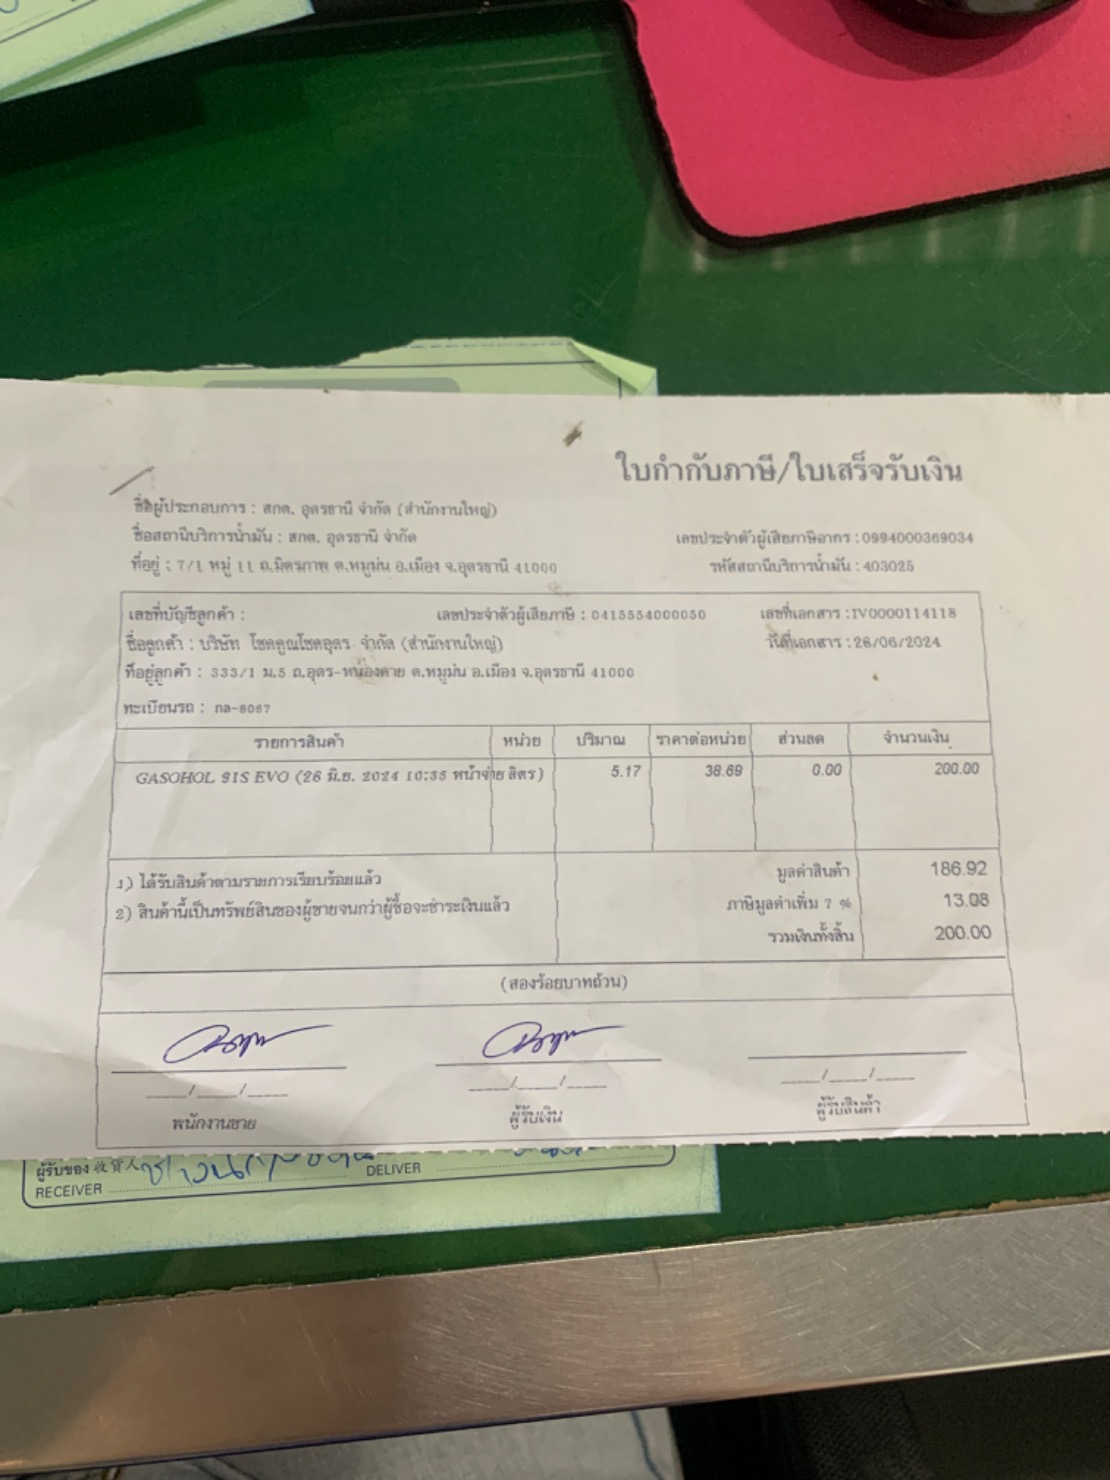 ใบกำกับภาษี/ใบเสร็จรับเงิน
ชื่อผู้ประกอบการ : สกต. อุดรธานี จำกัด (สำนักงานใหญ่)
ชื่อสถานีบริการน้ำมัน : สกต. อุดรธานี จำกัด
เลขประจำตัวผู้เสียภาษีอากร : 0994000369034
ที่อยู่ : 7/1 หมู่ 11 ถ.มิตรภาพ ต.หมูม่น อ.เมือง จ.อุดรธานี 41000
รหัสสถานีบริการน้ำมัน : 403025
เลขที่บัญชีลูกค้า : เลขประจำตัวผู้เสียภาษี : 0415554000050 เลขที่เอกสาร : IV0000114118
ชื่อลูกค้า : บริษัท โชคคูณโชคอุดร จำกัด (สำนักงานใหญ่) วันที่เอกสาร : 26/06/2024
ที่อยู่ลูกค้า : 333/1 ม.5 ถ.อุดร-หนองคาย ต.หมูม่น อ.เมือง จ.อุดรธานี 41000
ทะเบียนรถ : กล-8067
รายการสินค้า หน่วย ปริมาณ ราคาต่อหน่วย ส่วนลด จำนวนเงิน
GASOHOL 91S EVO (26 มิ.ย. 2024 10:35 หน้าจ่าย ลิตร) 5.17 38.69 0.00 200.00
1) ได้รับสินค้าตามรายการเรียบร้อยแล้ว มูลค่าสินค้า 186.92
2) สินค้านี้เป็นทรัพย์สินของผู้ขายจนกว่าผู้ซื้อจะชำระเงินแล้ว ภาษีมูลค่าเพิ่ม 7 % 13.08
รวมเงินทั้งสิ้น 200.00
(สองร้อยบาทถ้วน)
____/____/____ ____/____/____ ____/____/____
พนักงานขาย ผู้รับเงิน ผู้รับสินค้า
ผู้รับของ 收貨人
RECEIVER DELIVER